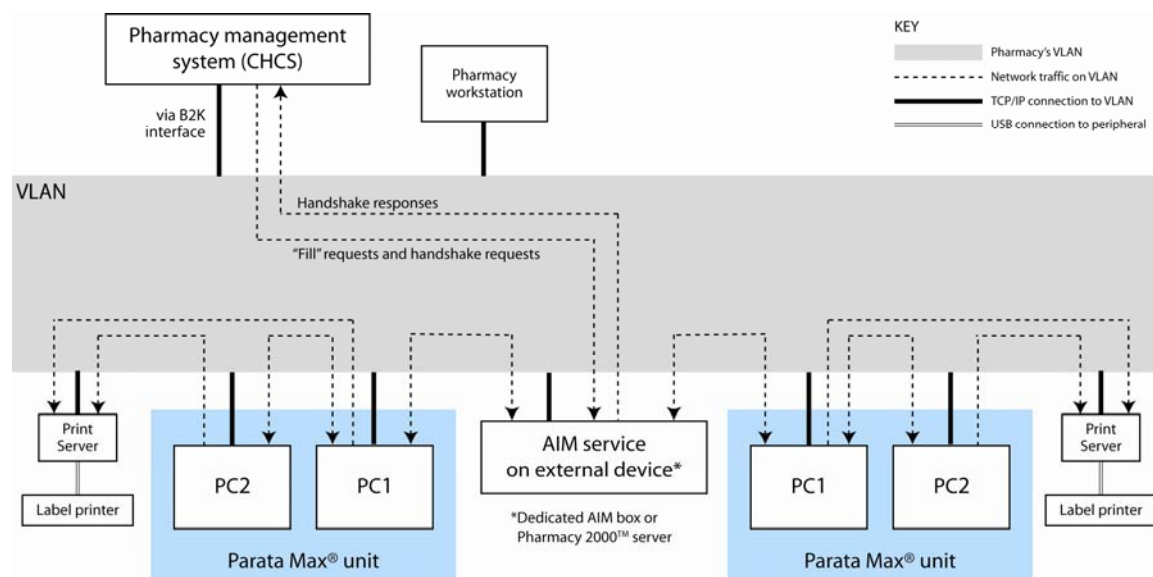 Pharmacy management
system (CHCS)
Pharmacy
workstation
KEY
Pharmacy's VLAN
Network traffic on VLAN
TCP/IP connection to VLAN
USB connection to peripheral
via B2K
interface
VLAN
Handshake responses
"Fill" requests and handshake requests
Print
Server
Label printer
PC2
PC1
Parata Max® unit
AIM service
on external device*
*Dedicated AIM box or
Pharmacy 2000™ server
PC1
PC2
Parata Max® unit
Print
Server
Label printer